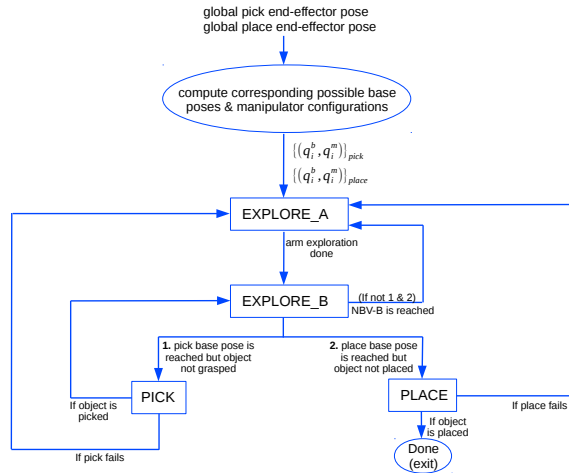 global pick end-effector pose
global place end-effector pose
compute corresponding possible base
poses & manipulator configurations
{(q_i^b, q_i^m)}_pick
{(q_i^b, q_i^m)}_place
EXPLORE_A
arm exploration
done
EXPLORE_B
(If not 1 & 2)
NBV-B is reached
1. pick base pose is
reached but object
not grasped
2. place base pose
is reached but
object not placed
PICK
PLACE
If object is
picked
If place fails
If object
is placed
If pick fails
Done
(exit)